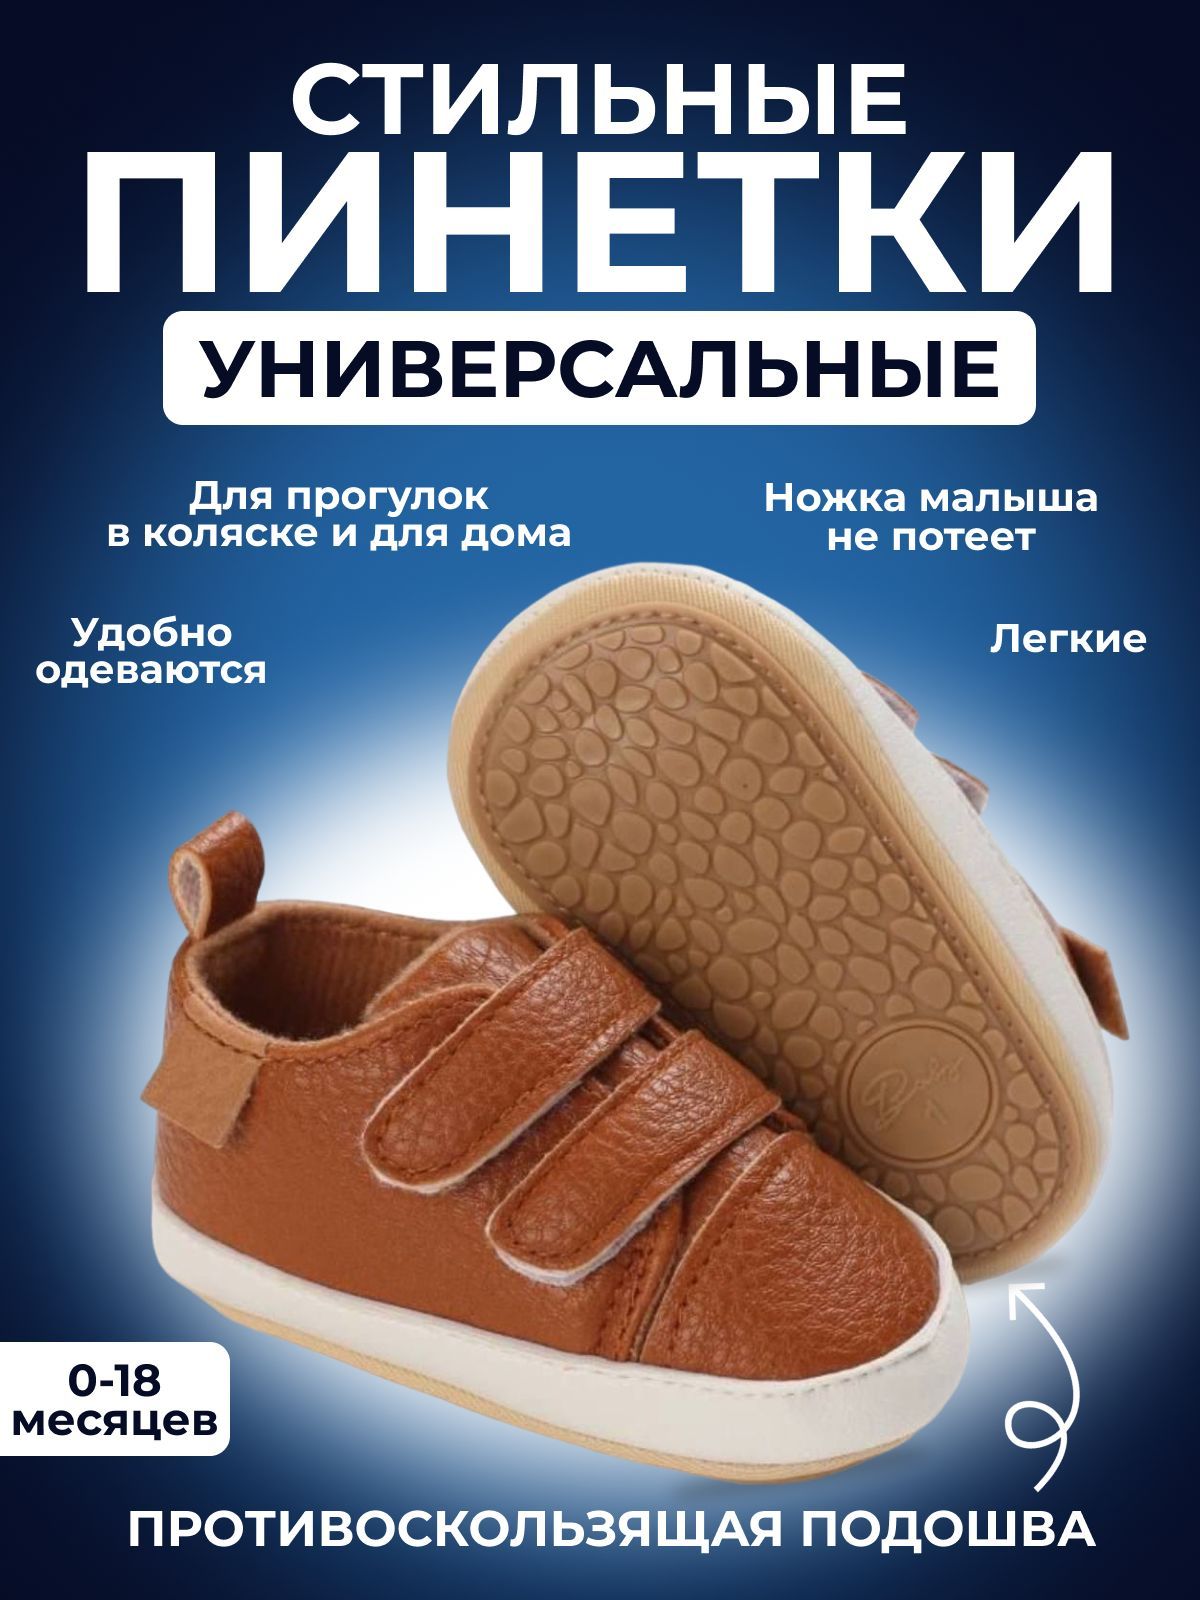 СТИЛЬНЫЕ
ПИНЕТКИ
УНИВЕРСАЛЬНЫЕ
Для прогулок
в коляске и для дома
Ножка малыша
не потеет
Удобно
одеваются
Легкие
0-18
месяцев
ПРОТИВОСКОЛЬЗЯЩАЯ ПОДОШВА